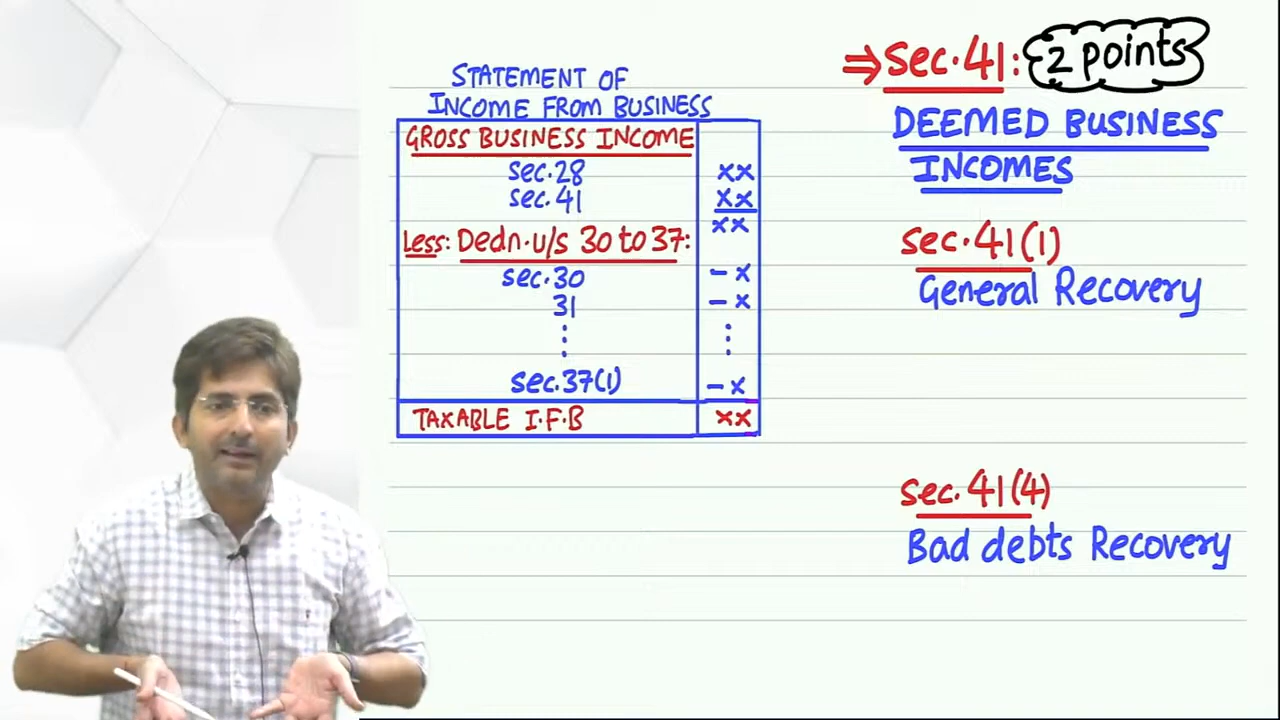 STATEMENT OF
INCOME FROM BUSINESS
GROSS BUSINESS INCOME
sec.28 xx
sec.41 xx
xx
Less: Dedn.u/s 30 to 37:
sec.30 - x
31 - x
⋮ ⋮
sec.37(1) - x
TAXABLE I.F.B xx
⇒ sec.41: 2 points
DEEMED BUSINESS
INCOMES
sec.41(1)
General Recovery
sec.41(4)
Bad debts Recovery